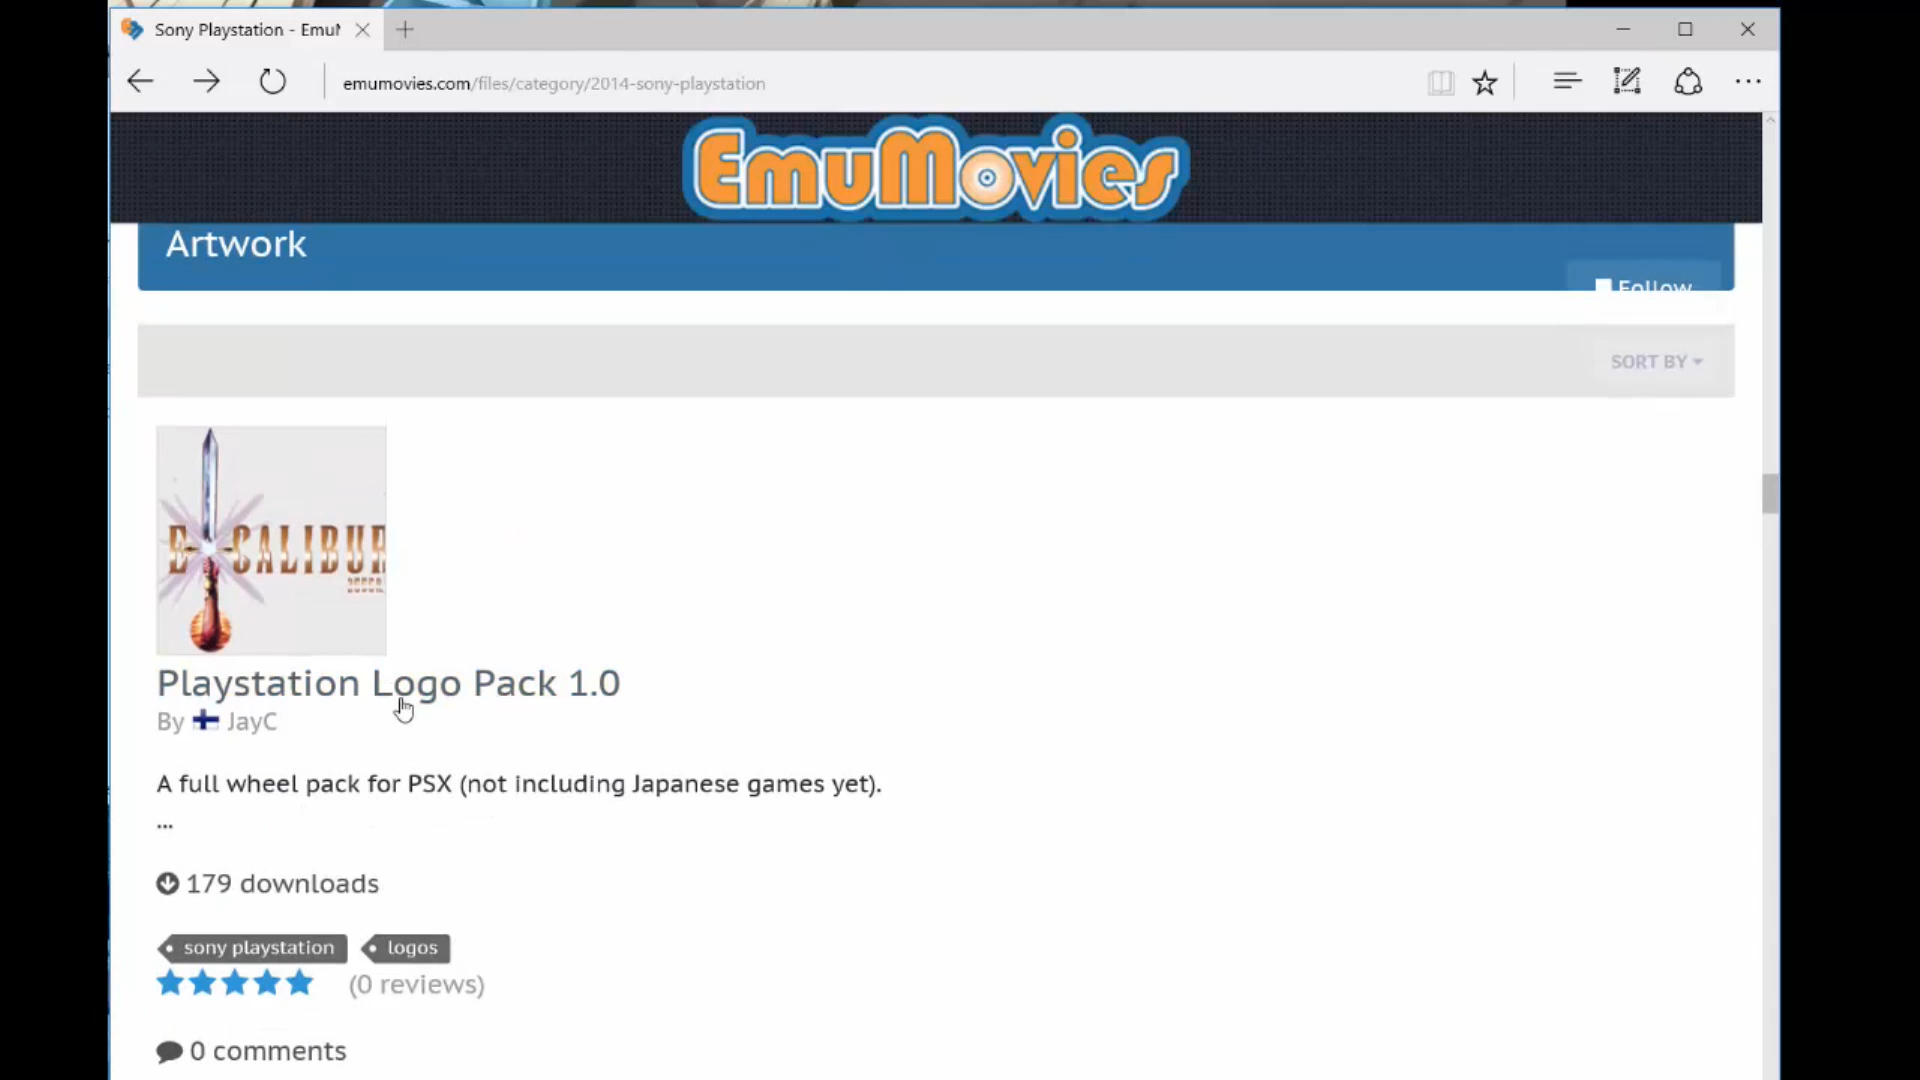 Sony Playstation - Emu
emumovies.com/files/category/2014-sony-playstation
EmuMovies
Artwork
Follow
SORT BY
EXCALIBUR
Playstation Logo Pack 1.0
By JayC
A full wheel pack for PSX (not including Japanese games yet).
...
179 downloads
sony playstation logos
(0 reviews)
0 comments